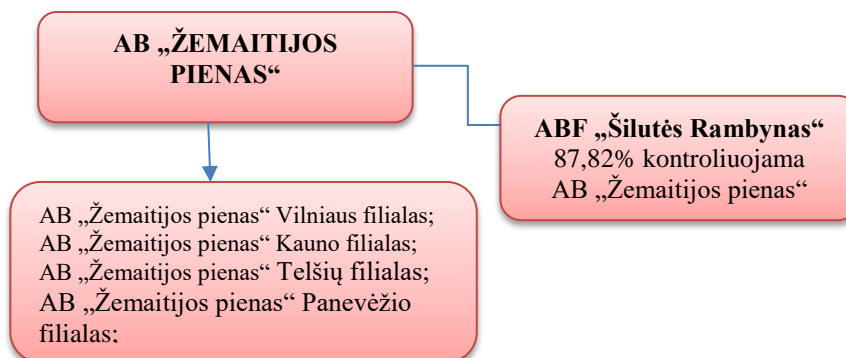 AB „ŽEMAITIJOS
PIENAS“
ABF „Šilutės Rambynas“
87,82% kontroliuojama
AB „Žemaitijos pienas“
AB „Žemaitijos pienas“ Vilniaus filialas;
AB „Žemaitijos pienas“ Kauno filialas;
AB „Žemaitijos pienas“ Telšių filialas;
AB „Žemaitijos pienas“ Panevėžio
filialas;